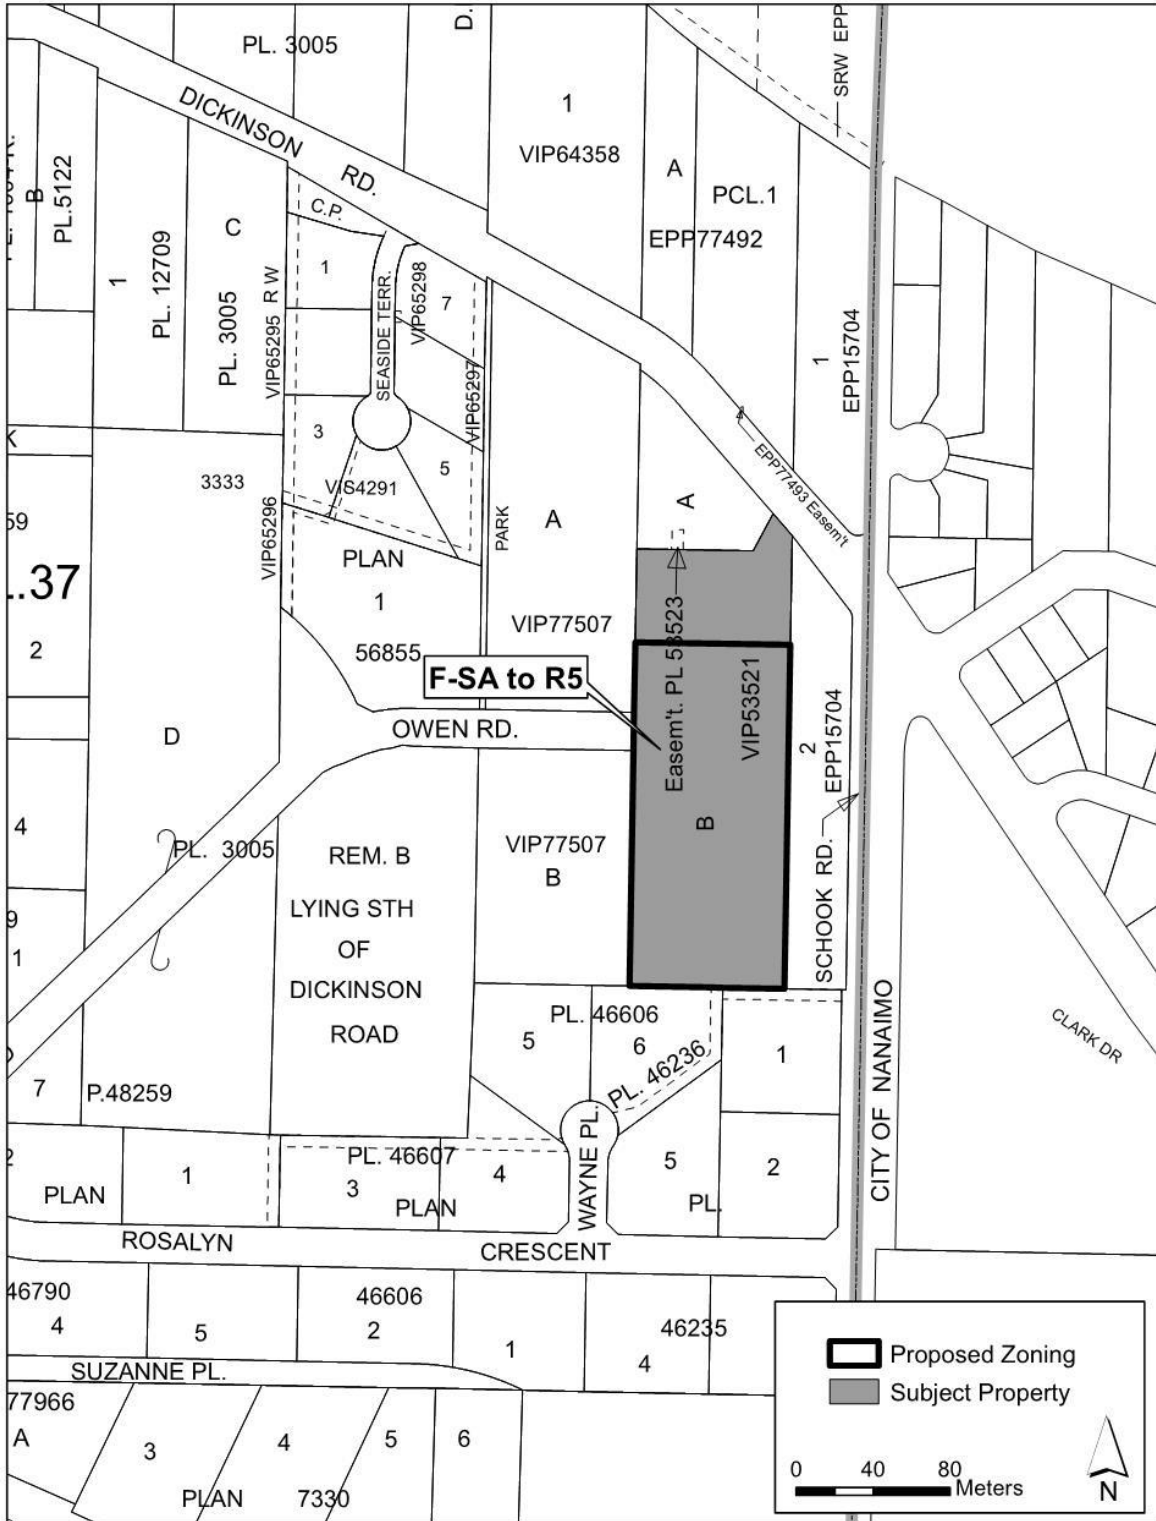 D.
PL. 3005
SRW EPP
DICKINSON
RD.
1
VIP64358
A
PCL.1
EPP77492
B
PL.5122
1
PL. 12709
C
PL. 3005
C.P.
1
VIP65295 R W
SEASIDE TERR.
VIP65298
7
VIP65297
3
5
VIS4291
1
EPP15704
4
EPP77493 Easem't
K
3333
59
VIP65296
PARK
A
A
PLAN
1
56855
VIP77507
L.37
2
F-SA to R5
Easem't. PL 53523
VIP53521
B
OWEN RD.
D
2
EPP15704
SCHOOK RD.
4
PL. 3005
REM. B
LYING STH
OF
DICKINSON
ROAD
VIP77507
B
9
1
CITY OF NANAIMO
CLARK DR
PL. 46606
5
6
PL. 46236
1
7
P.48259
WAYNE PL.
2
1
PL. 46607
3
4
5
2
PLAN
PLAN
PL.
ROSALYN
CRESCENT
46790
4
5
46606
2
1
46235
4
SUZANNE PL.
77966
A
3
4
5
6
PLAN
7330
Proposed Zoning
Subject Property
0 40 80
Meters
N